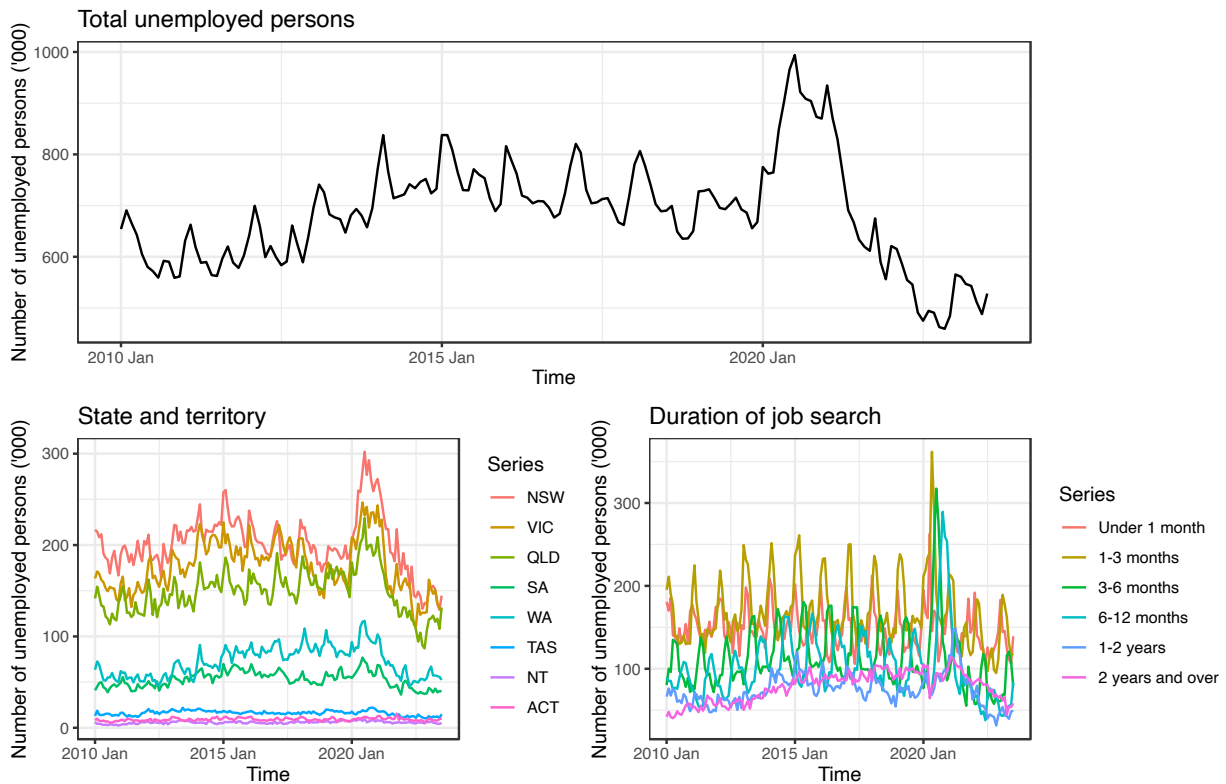 Total unemployed persons
Number of unemployed persons ('000)
1000
800
600
2010 Jan
2015 Jan
2020 Jan
Time
State and territory
Number of unemployed persons ('000)
300
200
100
0
2010 Jan
2015 Jan
2020 Jan
Time
Series
NSW
VIC
QLD
SA
WA
TAS
NT
ACT
Duration of job search
Number of unemployed persons ('000)
300
200
100
2010 Jan
2015 Jan
2020 Jan
Time
Series
Under 1 month
1-3 months
3-6 months
6-12 months
1-2 years
2 years and over